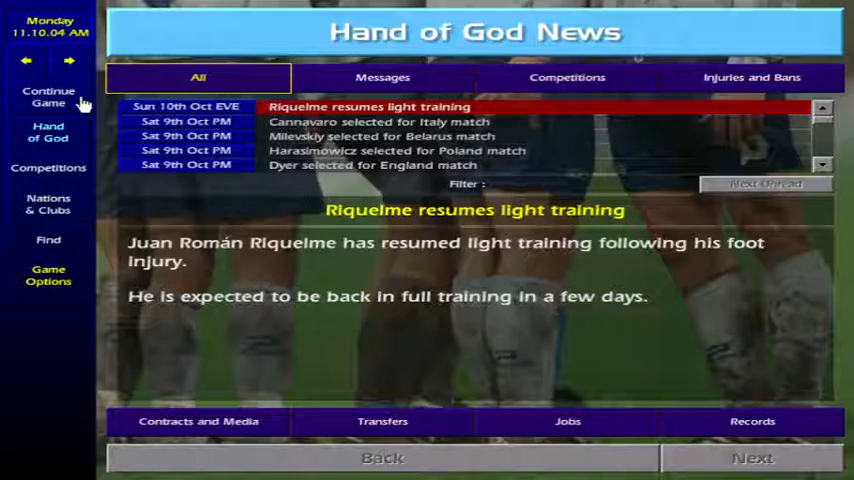 Monday
11.10.04 AM
Continue
Game
Hand
of God
Competitions
Nations
& Clubs
Find
Game
Options
Hand of God News
All
Messages
Competitions
Injuries and Bans
Sun 10th Oct EVE Riquelme resumes light training
Sat 9th Oct PM Cannavaro selected for Italy match
Sat 9th Oct PM Milevskiy selected for Belarus match
Sat 9th Oct PM Harasimowicz selected for Poland match
Sat 9th Oct PM Dyer selected for England match
Filter :
Next Unread
Riquelme resumes light training
Juan Román Riquelme has resumed light training following his foot
injury.
He is expected to be back in full training in a few days.
Contracts and Media
Transfers
Jobs
Records
Back
Next